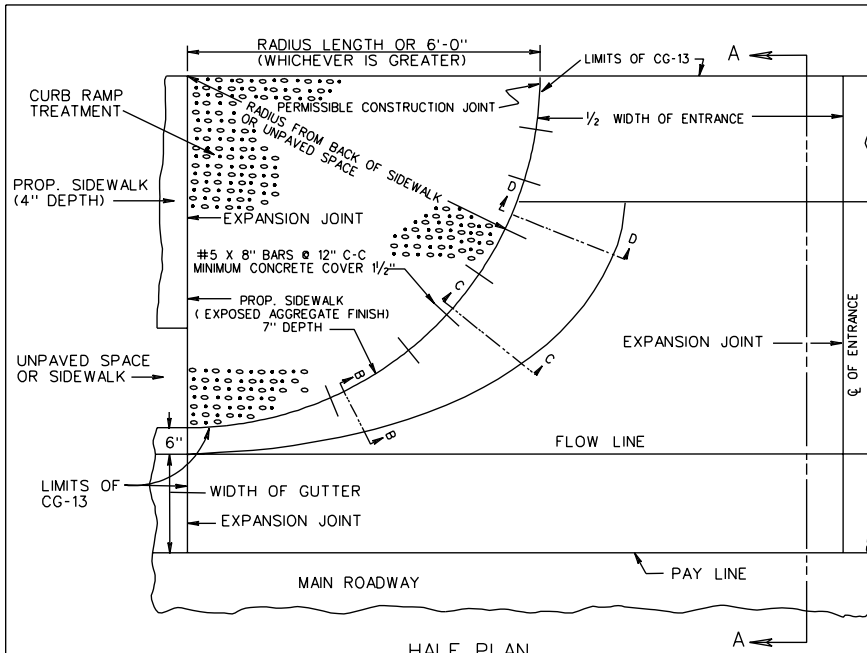 RADIUS LENGTH OR 6'-0"
(WHICHEVER IS GREATER)
A
LIMITS OF CG-13
CURB RAMP
TREATMENT
PERMISSIBLE CONSTRUCTION JOINT
1/2 WIDTH OF ENTRANCE
RADIUS FROM BACK OF SIDEWALK
OR UNPAVED SPACE
PROP. SIDEWALK
(4" DEPTH)
D
EXPANSION JOINT
D
#5 X 8" BARS @ 12" C-C
MINIMUM CONCRETE COVER 1 1/2"
C
PROP. SIDEWALK
(EXPOSED AGGREGATE FINISH)
7" DEPTH
EXPANSION JOINT
℄ OF ENTRANCE
UNPAVED SPACE
OR SIDEWALK
C
B
B
6"
FLOW LINE
LIMITS OF
CG-13
WIDTH OF GUTTER
EXPANSION JOINT
PAY LINE
MAIN ROADWAY
A
HALF PLAN